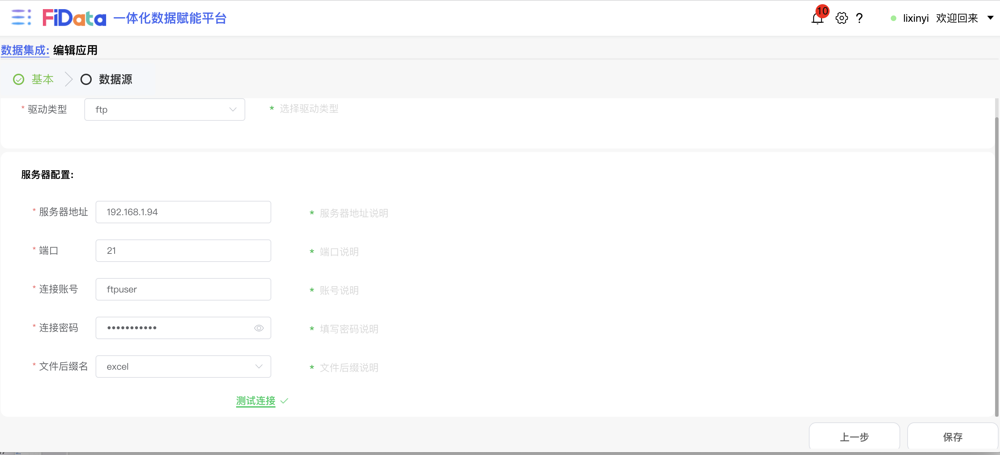 FiData 一体化数据赋能平台
10
?
lixinyi 欢迎回来
数据集成: 编辑应用
基本
数据源
* 驱动类型 ftp * 选择驱动类型
服务器配置:
* 服务器地址 192.168.1.94 * 服务器地址说明
* 端口 21 * 端口说明
* 连接账号 ftpuser * 账号说明
* 连接密码 ••••••••••• * 填写密码说明
* 文件后缀名 excel * 文件后缀说明
测试连接
上一步 保存